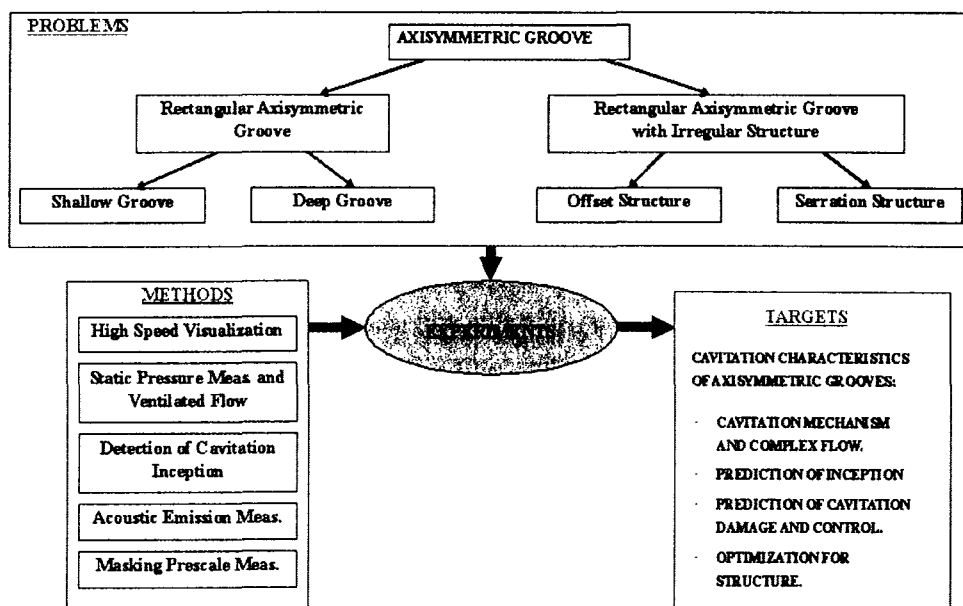 PROBLEMS
AXISYMMETRIC GROOVE
Rectangular Axisymmetric
Groove
Rectangular Axisymmetric Groove
with Irregular Structure
Shallow Groove
Deep Groove
Offset Structure
Serration Structure
METHODS
High Speed Visualization
Static Pressure Meas. and
Ventilated Flow
Detection of Cavitation
Inception
Acoustic Emission Meas.
Masking Prescale Meas.
EXPERIMENTS
TARGETS
CAVITATION CHARACTERISTICS
OF AXISYMMETRIC GROOVES:
· CAVITATION MECHANISM
AND COMPLEX FLOW.
· PREDICTION OF INCEPTION
· PREDICTION OF CAVITATION
DAMAGE AND CONTROL.
· OPTIMIZATION FOR
STRUCTURE.